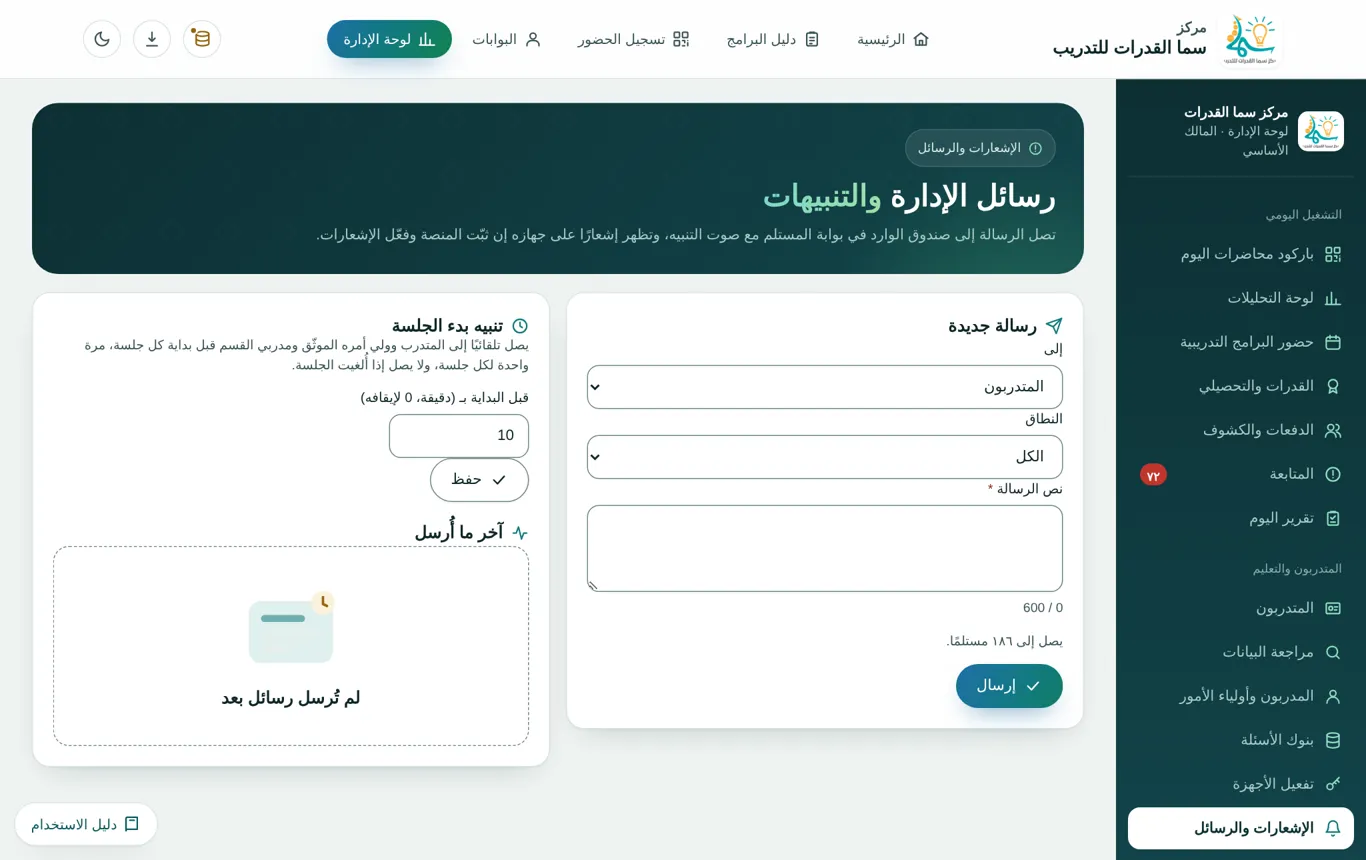 مركز
سما القدرات للتدريب
الرئيسية
دليل البرامج
تسجيل الحضور
البوابات
لوحة الإدارة
مركز سما القدرات
لوحة الإدارة · المالك
الأساسي
التشغيل اليومي
باركود محاضرات اليوم
لوحة التحليلات
حضور البرامج التدريبية
القدرات والتحصيلي
الدفعات والكشوف
المتابعة
٧٢
تقرير اليوم
المتدربون والتعليم
المتدربون
مراجعة البيانات
المدربون وأولياء الأمور
بنوك الأسئلة
تفعيل الأجهزة
الإشعارات والرسائل
الإشعارات والرسائل
رسائل الإدارة والتنبيهات
تصل الرسالة إلى صندوق الوارد في بوابة المستلم مع صوت التنبيه، وتظهر إشعارًا على جهازه إن ثبّت المنصة وفعّل الإشعارات.
رسالة جديدة
إلى
المتدربون
النطاق
الكل
نص الرسالة *
0 / 600
يصل إلى ١٨٦ مستلمًا.
إرسال
تنبيه بدء الجلسة
يصل تلقائيًا إلى المتدرب وولي أمره الموثّق ومدربي القسم قبل بداية كل جلسة، مرة
واحدة لكل جلسة، ولا يصل إذا أُلغيت الجلسة.
قبل البداية بـ (دقيقة، 0 لإيقافه)
10
حفظ
آخر ما أُرسل
لم تُرسل رسائل بعد
دليل الاستخدام